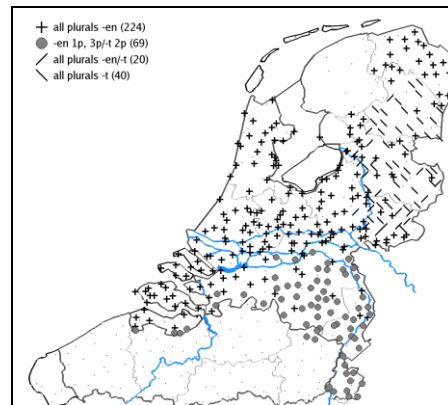 all plurals -en (224)
-en 1p, 3p/-t 2p (69)
all plurals -en/-t (20)
all plurals -t (40)